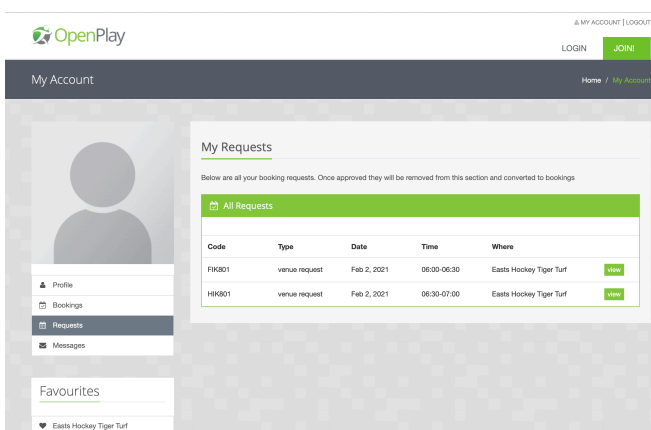 MY ACCOUNT | LOGOUT
OpenPlay
LOGIN JOIN!
My Account
Home / My Account
My Requests
Below are all your booking requests. Once approved they will be removed from this section and converted to bookings
All Requests
Code Type Date Time Where
FIK801 venue request Feb 2, 2021 06:00-06:30 Easts Hockey Tiger Turf view
HIK801 venue request Feb 2, 2021 06:30-07:00 Easts Hockey Tiger Turf view
Profile
Bookings
Requests
Messages
Favourites
Easts Hockey Tiger Turf